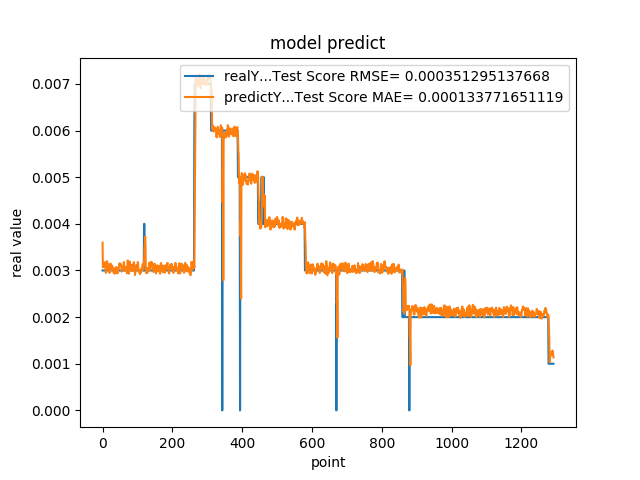 model predict
realY...Test Score RMSE= 0.000351295137668
predictY...Test Score MAE= 0.000133771651119
real value
0.007
0.006
0.005
0.004
0.003
0.002
0.001
0.000
0 200 400 600 800 1000 1200
point